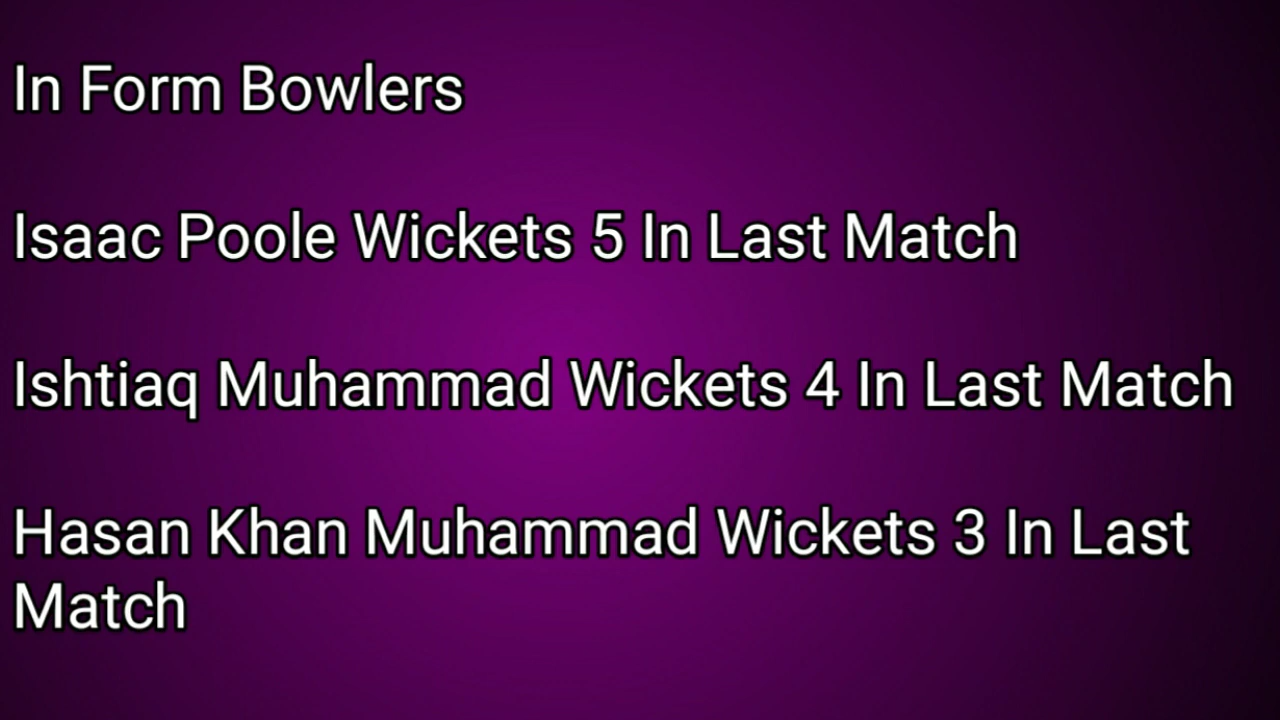 In Form Bowlers
Isaac Poole Wickets 5 In Last Match
Ishtiaq Muhammad Wickets 4 In Last Match
Hasan Khan Muhammad Wickets 3 In Last
Match